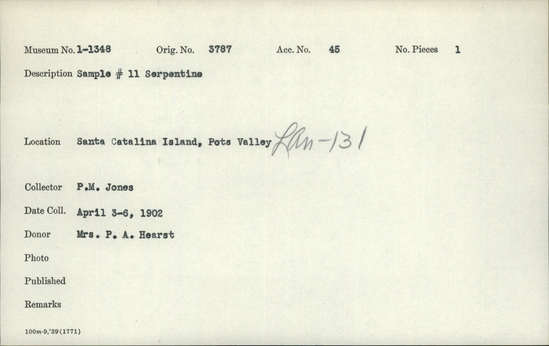 Museum No. 1-1348 Orig. No. 3787 Acc. No. 45 No. Pieces 1
Description Sample # 11 Serpentine
Location Santa Catalina Island, Pots Valley LAn-131
Collector P.M. Jones
Date Coll. April 3-6, 1902
Donor Mrs. P. A. Hearst
Photo
Published
Remarks
100m-9,'39(1771)